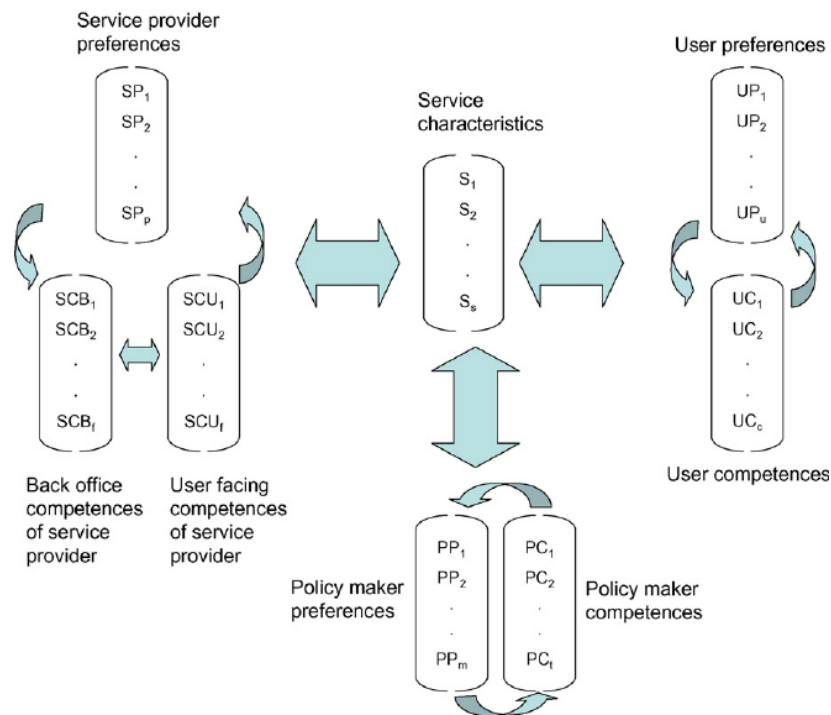 Service provider
preferences
SP1
SP2
.
.
SPp
SCB1
SCB2
.
.
SCBf
Back office
competences
of service
provider
SCU1
SCU2
.
.
SCUf
User facing
competences
of service
provider
Service
characteristics
S1
S2
.
.
Ss
User preferences
UP1
UP2
.
.
UPu
UC1
UC2
.
.
UCc
User competences
Policy maker
preferences
PP1
PP2
.
.
PPm
PC1
PC2
.
.
PCt
Policy maker
competences